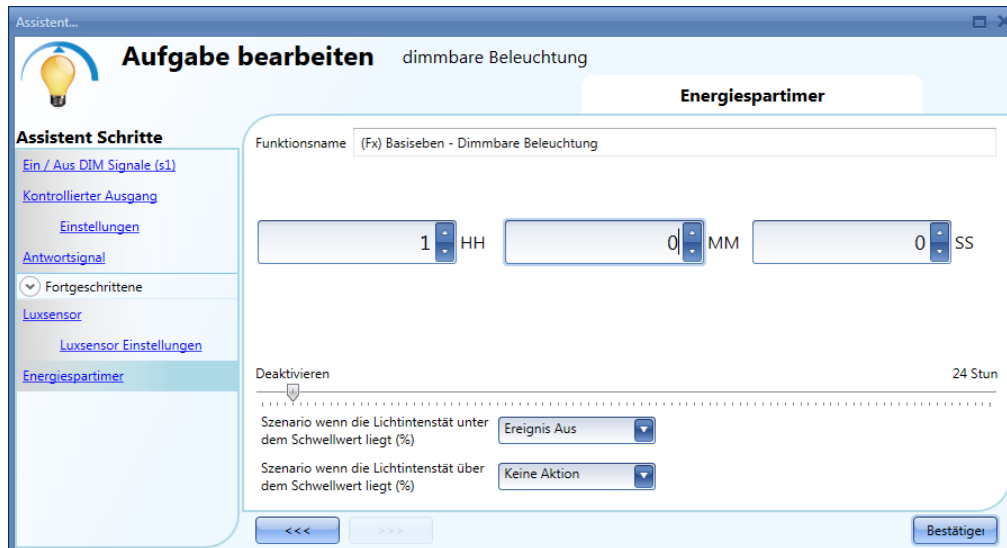 Assistent...
Aufgabe bearbeiten dimmbare Beleuchtung
Energiespartimer
Assistent Schritte
Ein / Aus DIM Signale (s1)
Kontrollierter Ausgang
Einstellungen
Antwortsignal
Fortgeschrittene
Luxsensor
Luxsensor Einstellungen
Energiespartimer
Funktionsname (Fx) Basiseben - Dimmbare Beleuchtung
1 HH 0 MM 0 SS
Deaktivieren 24 Stun
Szenario wenn die Lichtintenstät unter
dem Schwellwert liegt (%)
Ereignis Aus
Szenario wenn die Lichtintenstät über
dem Schwellwert liegt (%)
Keine Aktion
<<< >>> Bestätiger